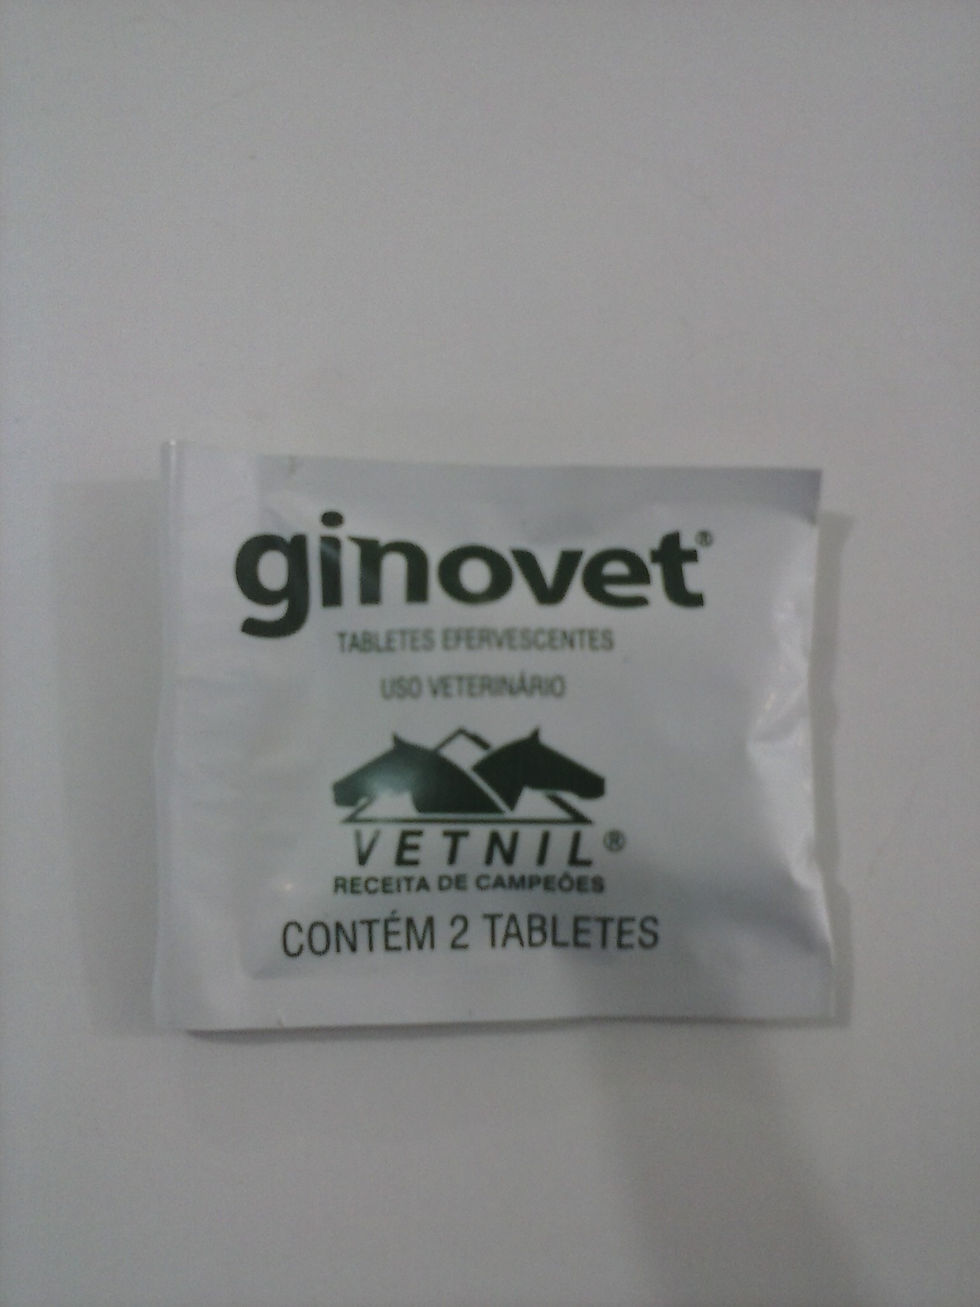 ginovet®
TABLETES EFERVESCENTES
USO VETERINÁRIO
VETNIL®
RECEITA DE CAMPEÕES
CONTÉM 2 TABLETES